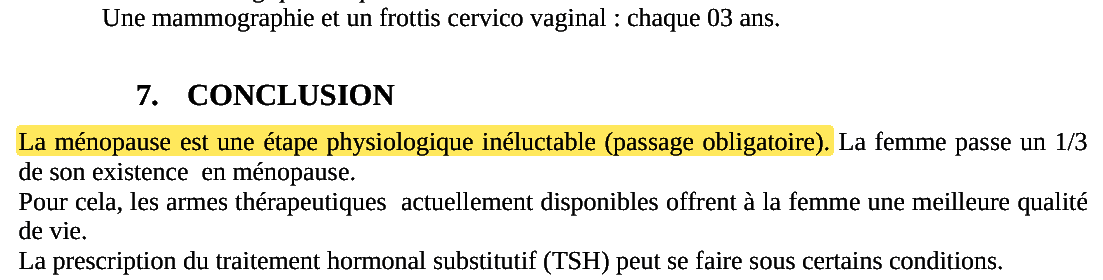 Une mammographie et un frottis cervico vaginal : chaque 03 ans.
7. CONCLUSION
La ménopause est une étape physiologique inéluctable (passage obligatoire). La femme passe un 1/3
de son existence en ménopause.
Pour cela, les armes thérapeutiques actuellement disponibles offrent à la femme une meilleure qualité
de vie.
La prescription du traitement hormonal substitutif (TSH) peut se faire sous certains conditions.